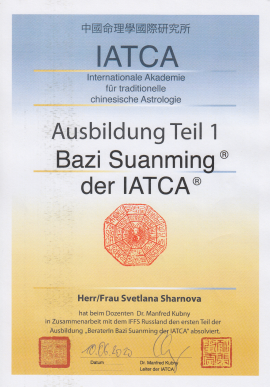 中國命理學國際研究所
IATCA
Internationale Akademie
für traditionelle
chinesische Astrologie
Ausbildung Teil 1
Bazi Suanming ®
der IATCA ®
Herr/Frau Svetlana Sharnova
hat beim Dozenten Dr. Manfred Kubny
in Zusammenarbeit mit dem IFFS Russland den ersten Teil der
Ausbildung „BeraterIn Bazi Suanming der IATCA“ absolviert.
Datum
Dr. Manfred Kubny
Leiter der IATCA